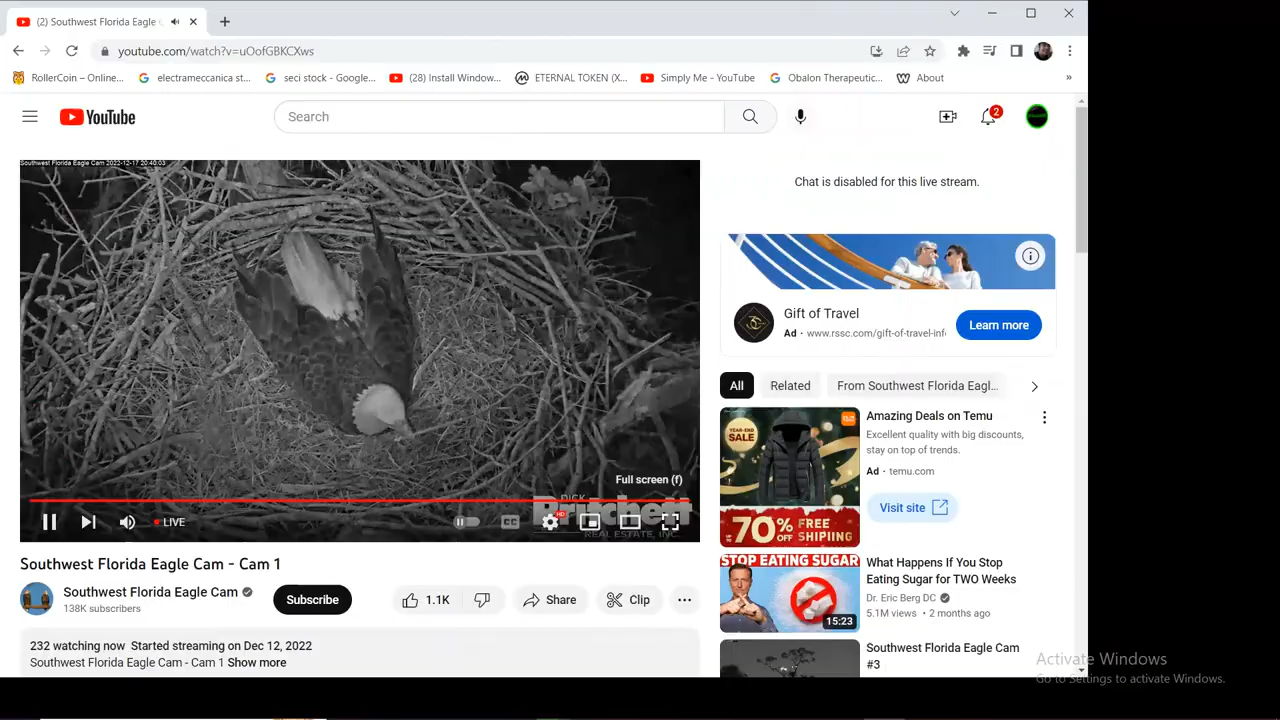 (2) Southwest Florida Eagle
youtube.com/watch?v=uOofGBKCXws
RollerCoin – Online...
electrameccanica st...
seci stock - Google...
(28) Install Window...
ETERNAL TOKEN (X...
Simply Me - YouTube
Obalon Therapeutic...
About
»
YouTube
Search
2
Southwest Florida Eagle Cam 2022-12-17 20:40:03
Chat is disabled for this live stream.
Gift of Travel
Ad · www.rssc.com/gift-of-travel-info
Learn more
All
Related
From Southwest Florida Eagl...
YEAR-END
SALE
UP TO 70% OFF FREE SHIPPING
Amazing Deals on Temu
Excellent quality with big discounts,
stay on top of trends.
Ad · temu.com
Visit site
Full screen (f)
DICK
Pritchett
REAL ESTATE, INC.
LIVE
CC
HD
Southwest Florida Eagle Cam - Cam 1
Southwest Florida Eagle Cam
138K subscribers
Subscribe
1.1K
Share
Clip
232 watching now Started streaming on Dec 12, 2022
Southwest Florida Eagle Cam - Cam 1 Show more
STOP EATING SUGAR
15:23
What Happens If You Stop
Eating Sugar for TWO Weeks
Dr. Eric Berg DC
5.1M views · 2 months ago
Southwest Florida Eagle Cam
#3
Activate Windows
Go to Settings to activate Windows.